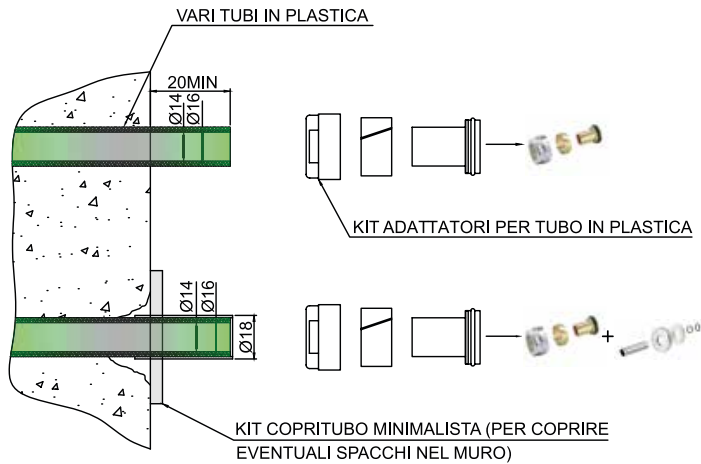 VARI TUBI IN PLASTICA
20MIN
Ø14
Ø16
KIT ADATTATORI PER TUBO IN PLASTICA
Ø14
Ø16
Ø18
+
KIT COPRITUBO MINIMALISTA (PER COPRIRE
EVENTUALI SPACCHI NEL MURO)